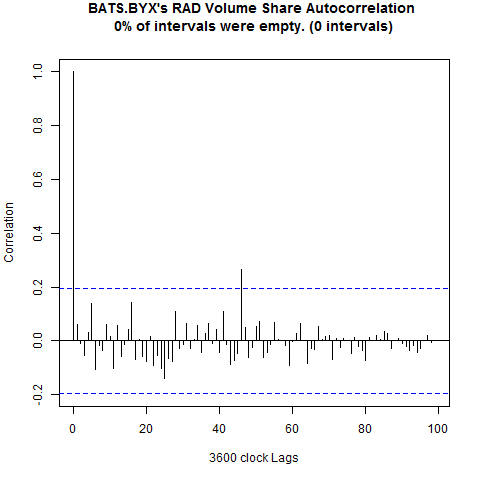 BATS.BYX's RAD Volume Share Autocorrelation
0% of intervals were empty. (0 intervals)
Correlation
1.0
0.8
0.6
0.4
0.2
0.0
-0.2
0 20 40 60 80 100
3600 clock Lags